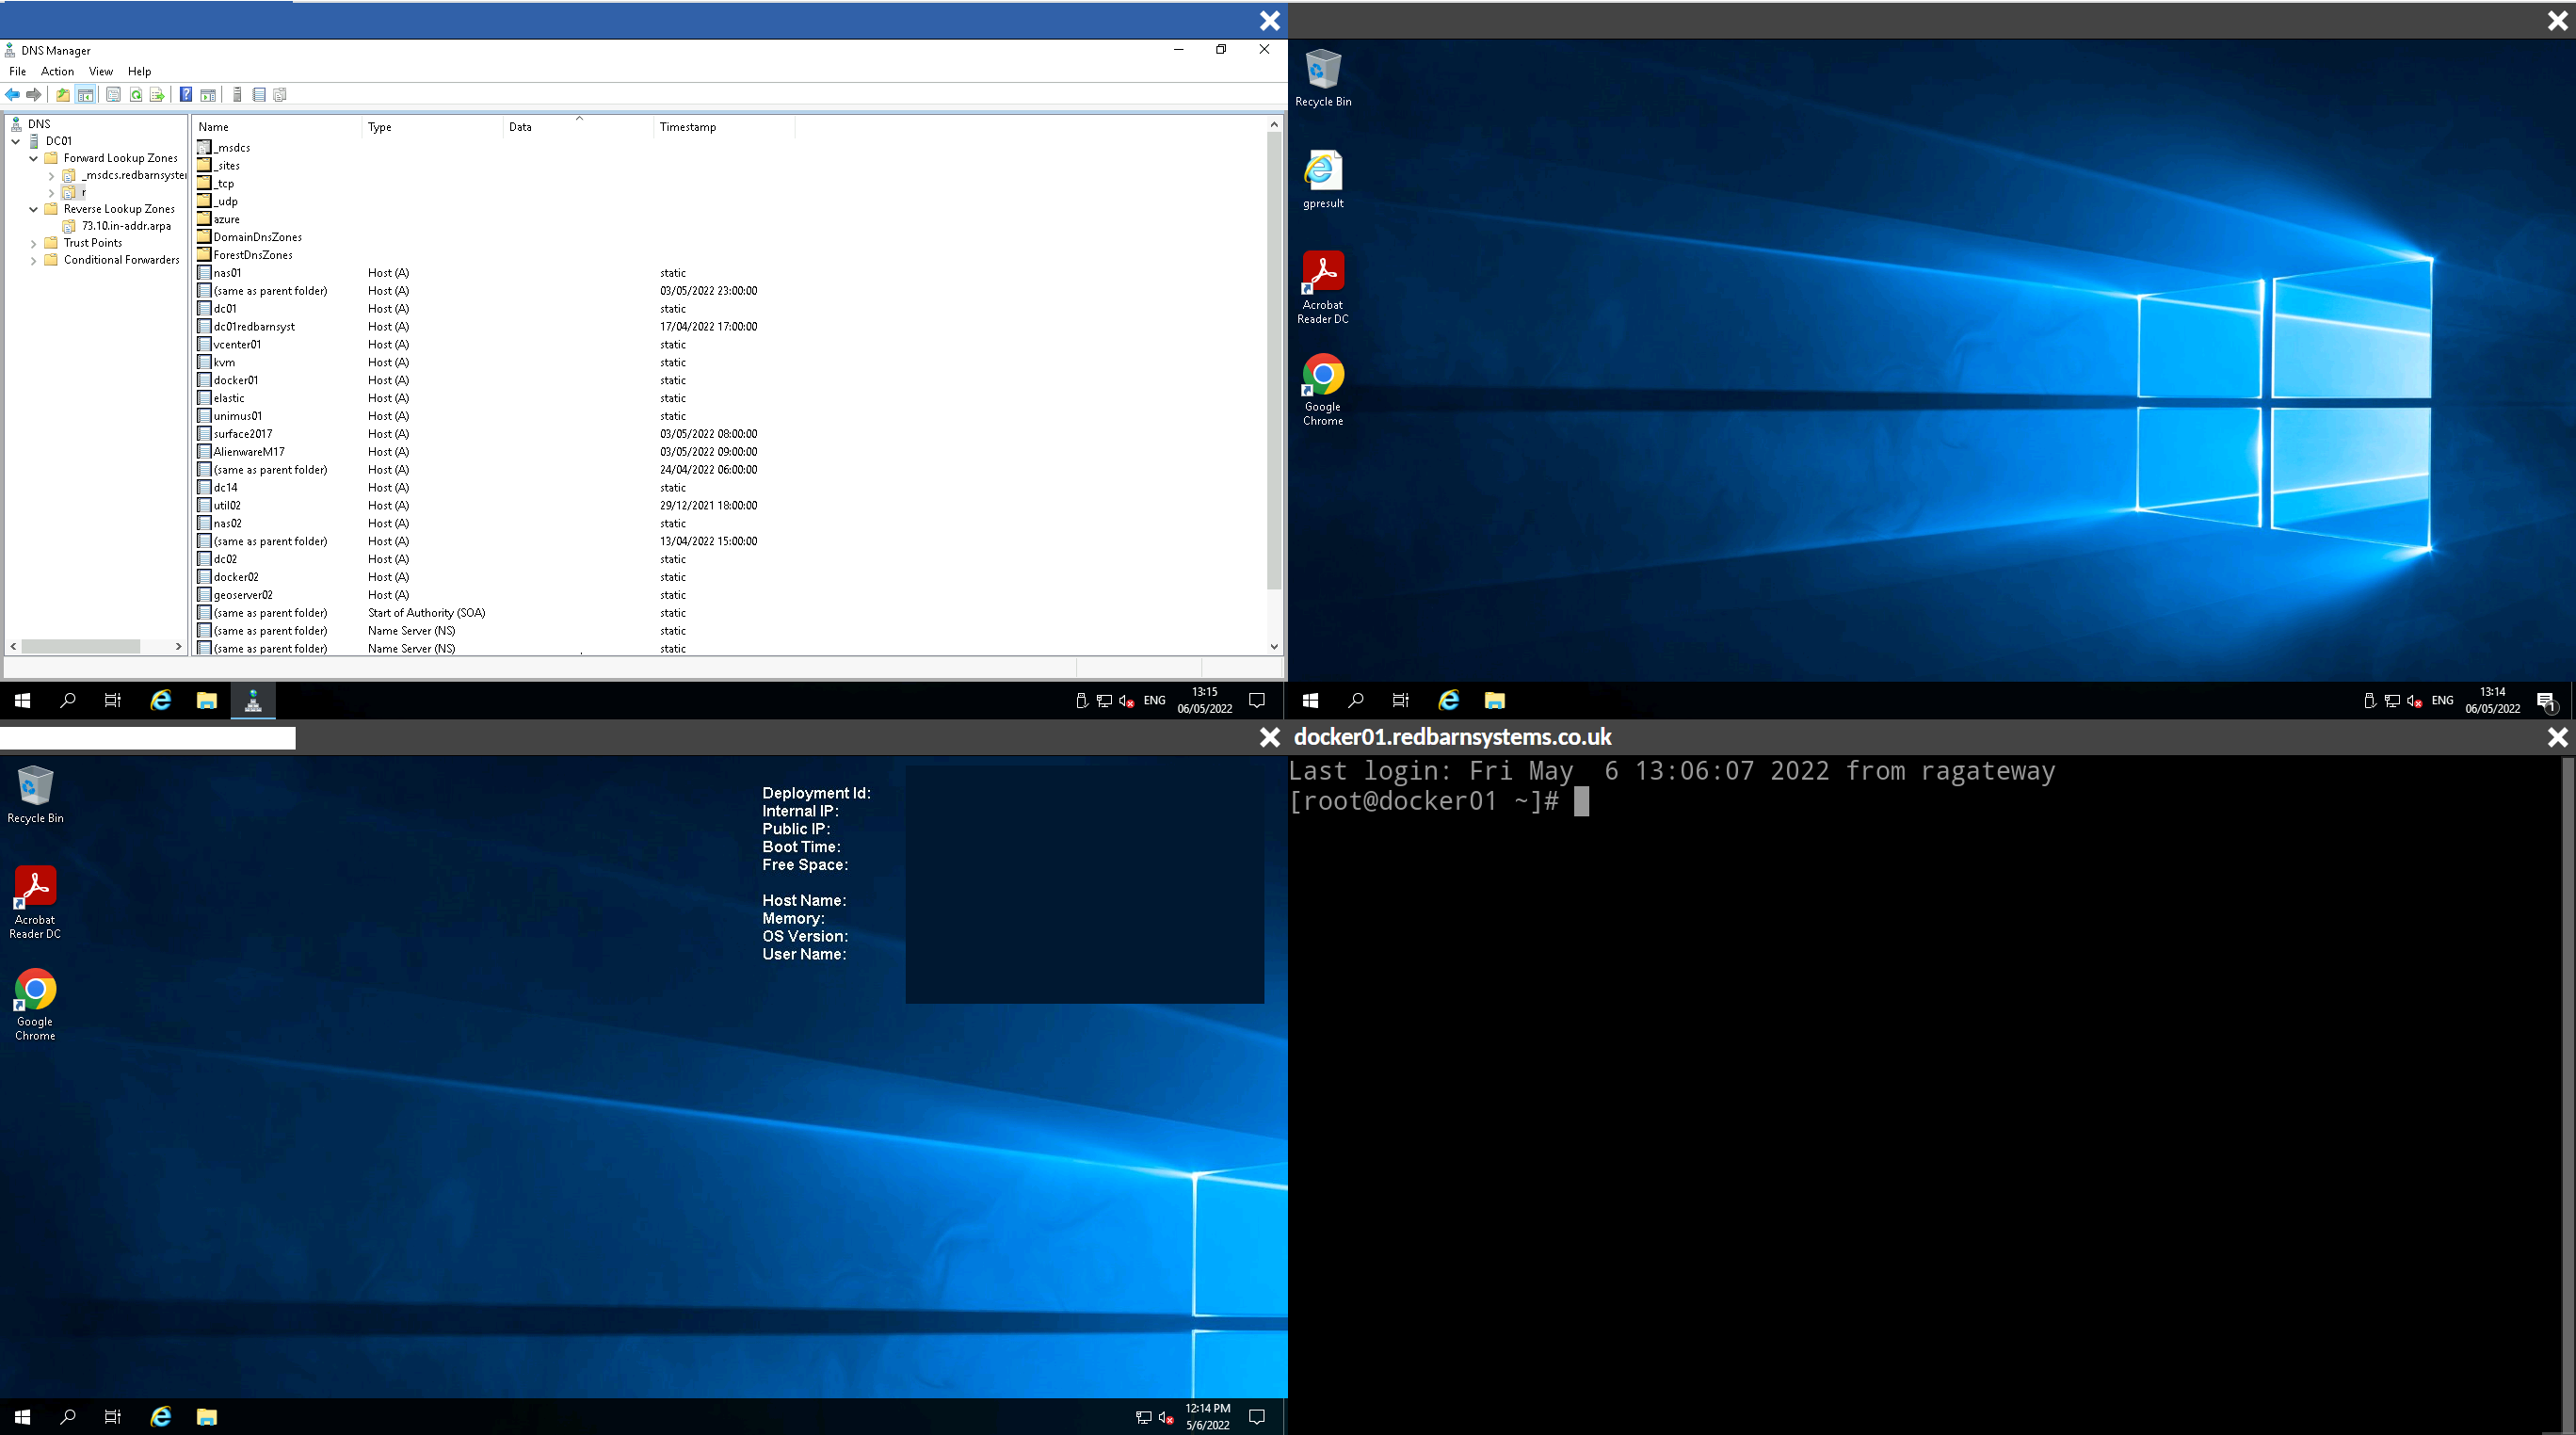 DNS Manager
File Action View Help
DNS
DC01
Forward Lookup Zones
_msdcs.redbarnsyster
r
Reverse Lookup Zones
73.10.in-addr.arpa
Trust Points
Conditional Forwarders
Name Type Data Timestamp
_msdcs
_sites
_tcp
_udp
azure
DomainDnsZones
ForestDnsZones
nas01 Host (A) static
(same as parent folder) Host (A) 03/05/2022 23:00:00
dc01 Host (A) static
dc01redbarnsyst Host (A) 17/04/2022 17:00:00
vcenter01 Host (A) static
kvm Host (A) static
docker01 Host (A) static
elastic Host (A) static
unimus01 Host (A) static
surface2017 Host (A) 03/05/2022 08:00:00
AlienwareM17 Host (A) 03/05/2022 09:00:00
(same as parent folder) Host (A) 24/04/2022 06:00:00
dc14 Host (A) static
util02 Host (A) 29/12/2021 18:00:00
nas02 Host (A) static
(same as parent folder) Host (A) 13/04/2022 15:00:00
dc02 Host (A) static
docker02 Host (A) static
geoserver02 Host (A) static
(same as parent folder) Start of Authority (SOA) static
(same as parent folder) Name Server (NS) static
(same as parent folder) Name Server (NS) static
ENG
13:15
06/05/2022
Recycle Bin
gpresult
Acrobat
Reader DC
Google
Chrome
ENG
13:14
06/05/2022
1
Recycle Bin
Acrobat
Reader DC
Google
Chrome
Deployment Id:
Internal IP:
Public IP:
Boot Time:
Free Space:
Host Name:
Memory:
OS Version:
User Name:
12:14 PM
5/6/2022
docker01.redbarnsystems.co.uk
Last login: Fri May  6 13:06:07 2022 from ragateway
[root@docker01 ~]#